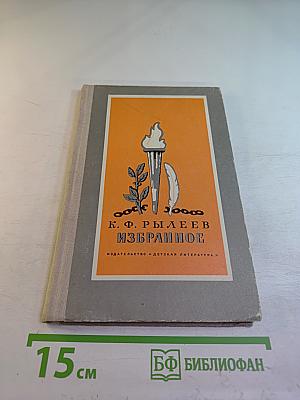 К. Ф. РЫЛЕЕВ
ИЗБРАННОЕ
ИЗДАТЕЛЬСТВО «ДЕТСКАЯ ЛИТЕРАТУРА»
15 см
БФ БИБЛИОФАН